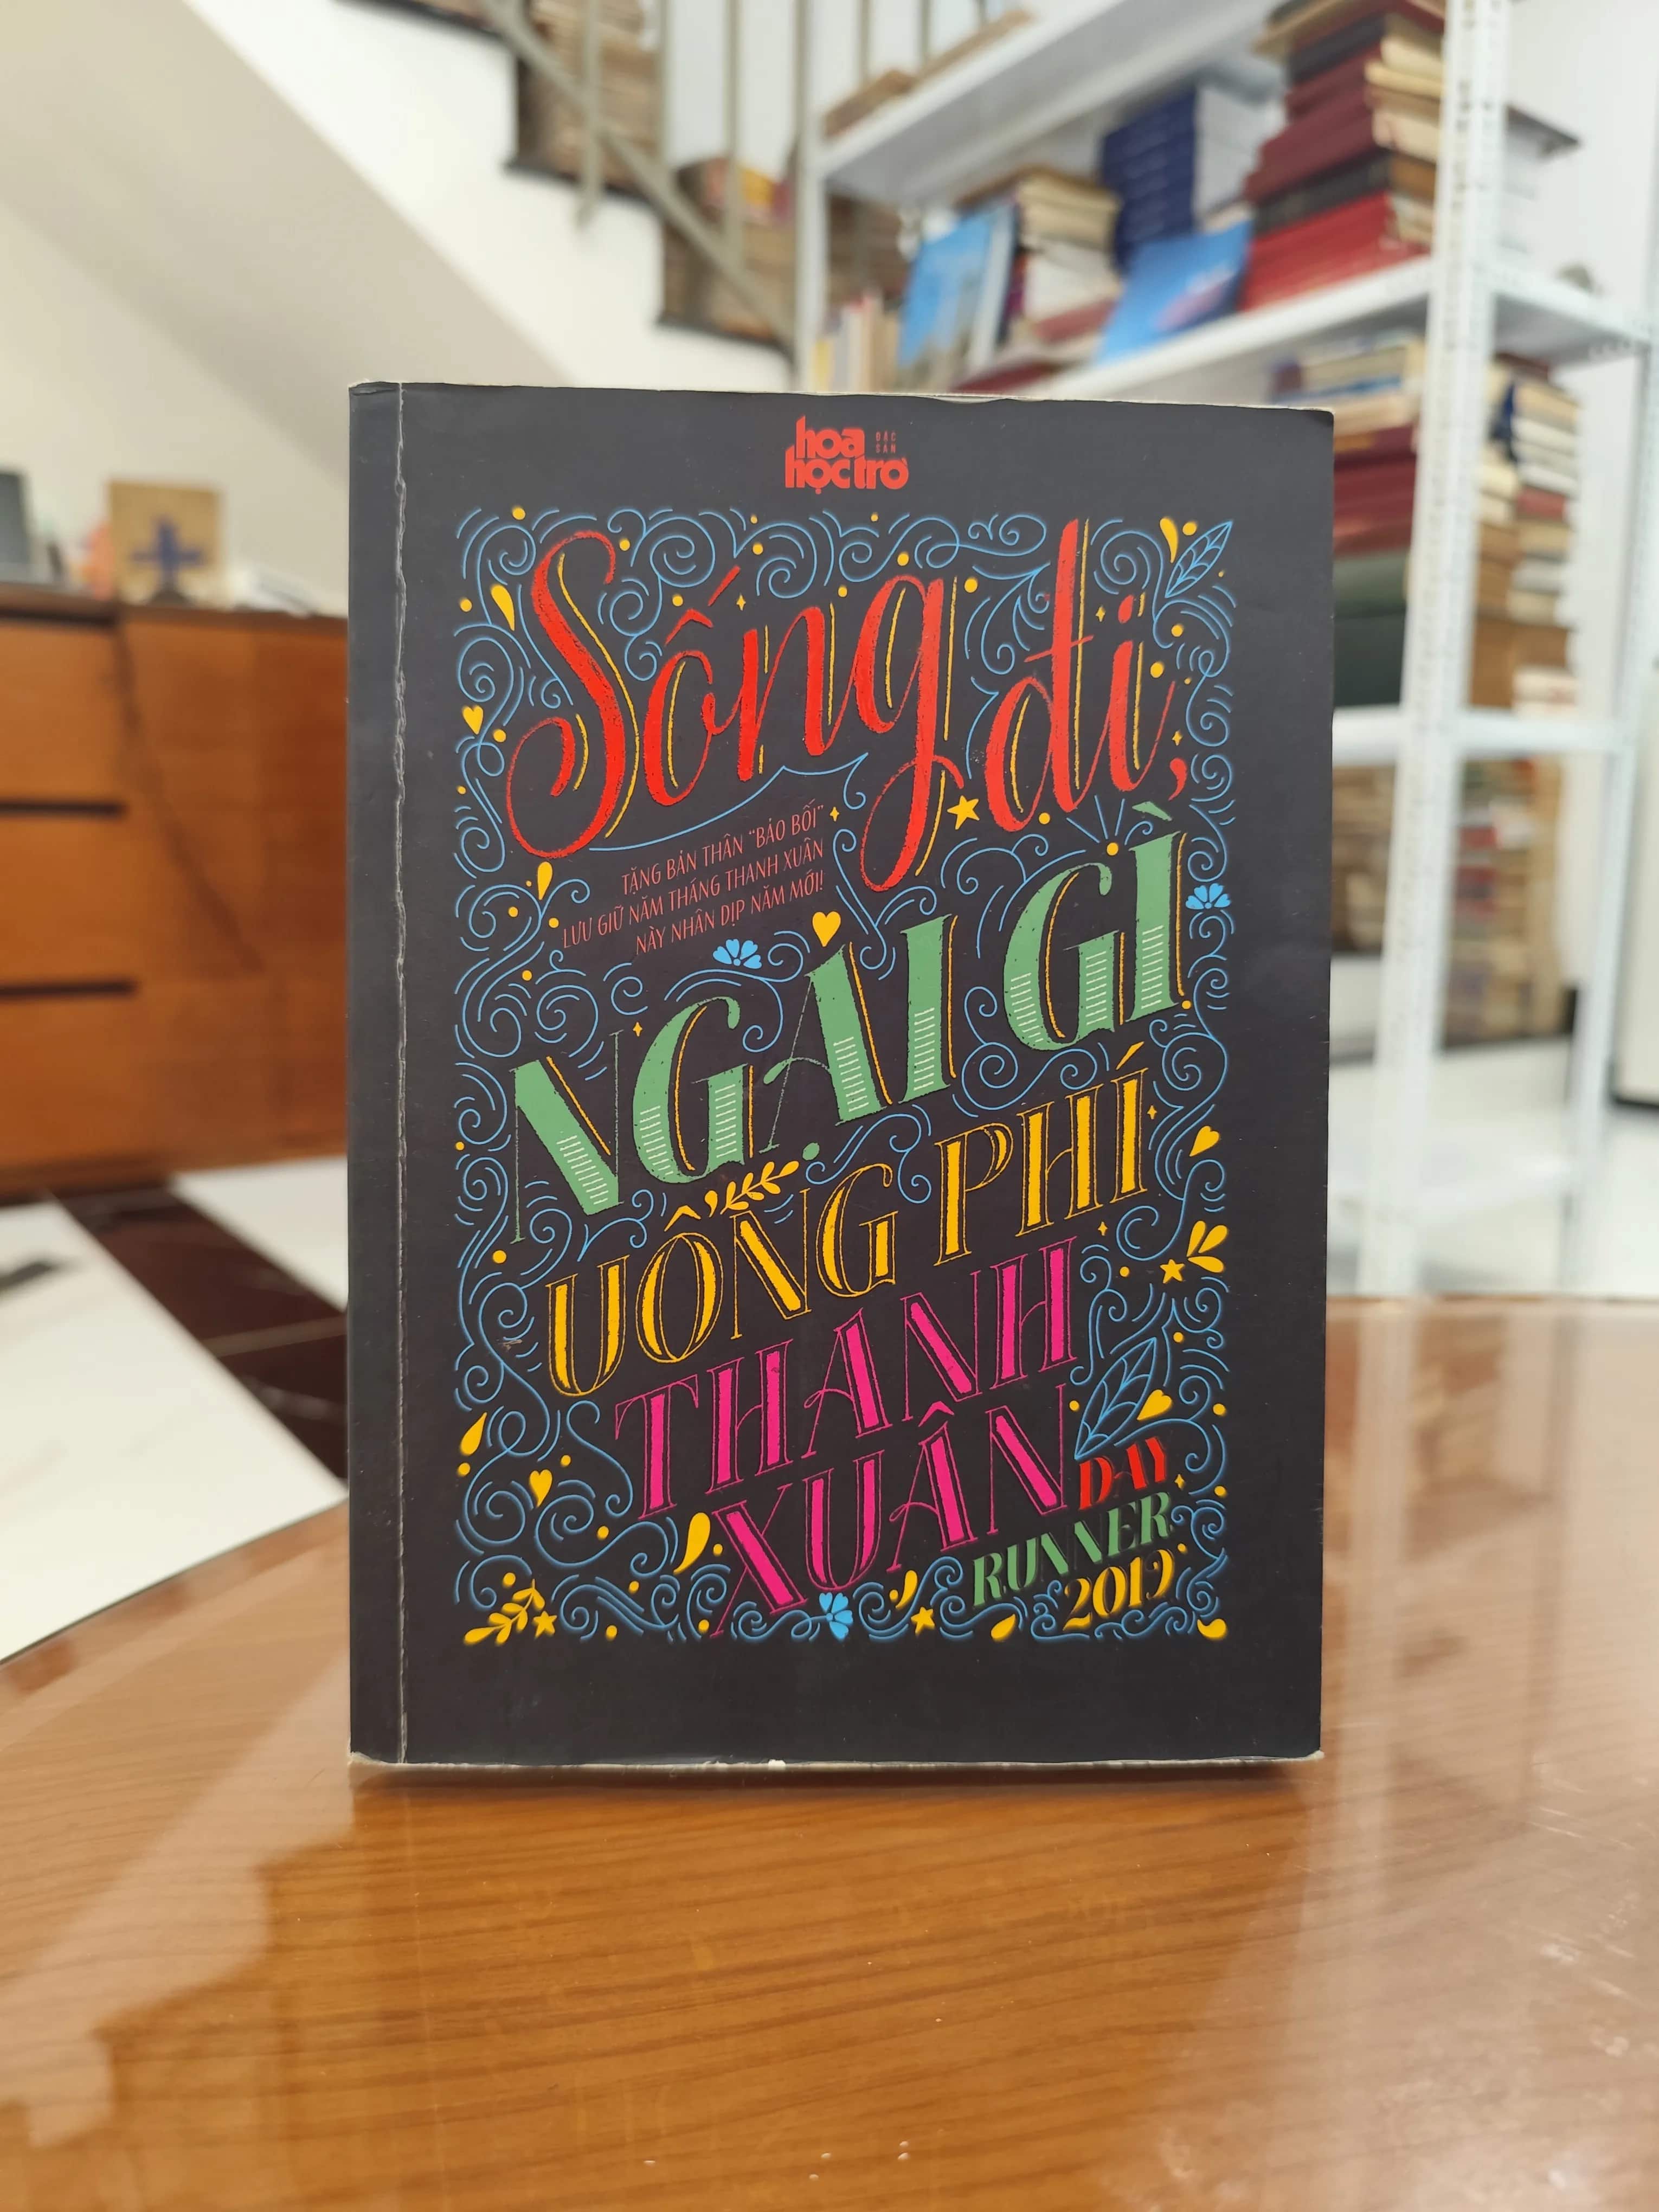 hoa
học trò
ĐẶC
SAN
Sống đi,
TẶNG BẢN THÂN "BẢO BỐI"
LƯU GIỮ NĂM THÁNG THANH XUÂN
NÀY NHÂN DỊP NĂM MỚI!
NGẠI GÌ
UỔNG PHÍ
THANH
XUÂN
DAY
RUNNER
2019